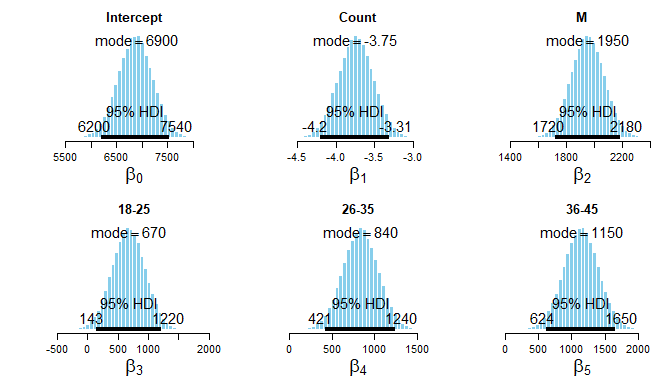 Intercept
mode = 6900
95% HDI
6200 7540
5500 6500 7500
β0
Count
mode = -3.75
95% HDI
-4.2 -3.31
-4.5 -4.0 -3.5 -3.0
β1
M
mode = 1950
95% HDI
1720 2180
1400 1800 2200
β2
18-25
mode = 670
95% HDI
143 1220
-500 0 500 1000 2000
β3
26-35
mode = 840
95% HDI
421 1240
0 500 1000 1500
β4
36-45
mode = 1150
95% HDI
624 1650
0 500 1000 1500 2000
β5